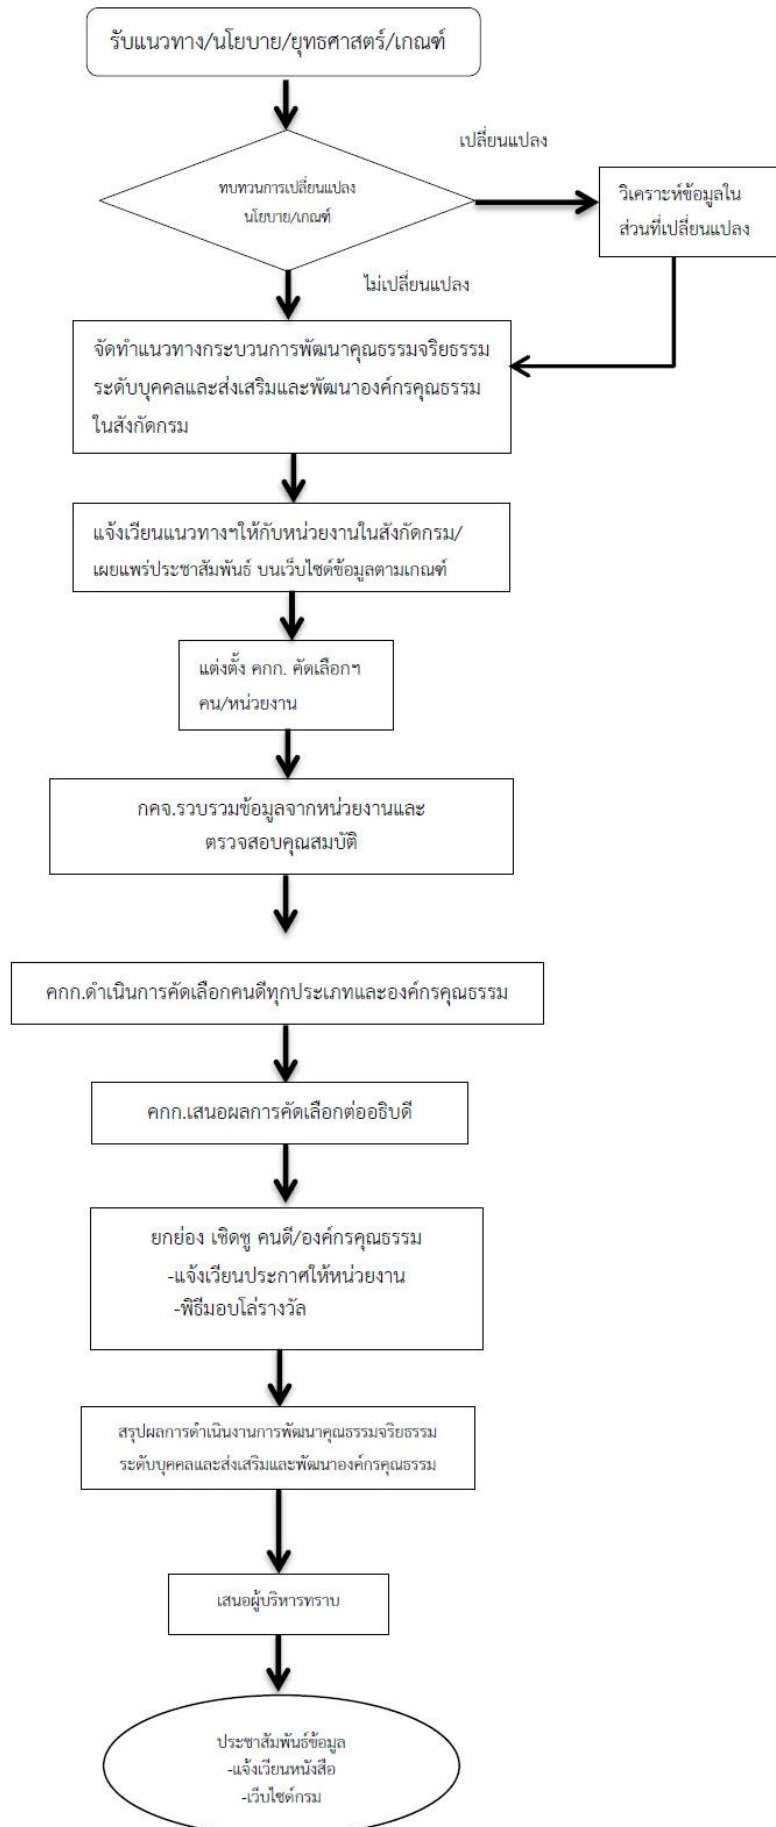 รับแนวทาง/นโยบาย/ยุทธศาสตร์/เกณฑ์
เปลี่ยนแปลง
ทบทวนการเปลี่ยนแปลง
นโยบาย/เกณฑ์
วิเคราะห์ข้อมูลใน
ส่วนที่เปลี่ยนแปลง
ไม่เปลี่ยนแปลง
จัดทำแนวทางกระบวนการพัฒนาคุณธรรมจริยธรรม
ระดับบุคคลและส่งเสริมและพัฒนาองค์กรคุณธรรม
ในสังกัดกรม
แจ้งเวียนแนวทางฯให้กับหน่วยงานในสังกัดกรม/
เผยแพร่ประชาสัมพันธ์ บนเว็บไซต์ข้อมูลตามเกณฑ์
แต่งตั้ง คกก. คัดเลือกฯ
คน/หน่วยงาน
กคจ.รวบรวมข้อมูลจากหน่วยงานและ
ตรวจสอบคุณสมบัติ
คกก.ดำเนินการคัดเลือกคนดีทุกประเภทและองค์กรคุณธรรม
คกก.เสนอผลการคัดเลือกต่ออธิบดี
ยกย่อง เชิดชู คนดี/องค์กรคุณธรรม
-แจ้งเวียนประกาศให้หน่วยงาน
-พิธีมอบโล่รางวัล
สรุปผลการดำเนินงานการพัฒนาคุณธรรมจริยธรรม
ระดับบุคคลและส่งเสริมและพัฒนาองค์กรคุณธรรม
เสนอผู้บริหารทราบ
ประชาสัมพันธ์ข้อมูล
-แจ้งเวียนหนังสือ
-เว็บไซต์กรม